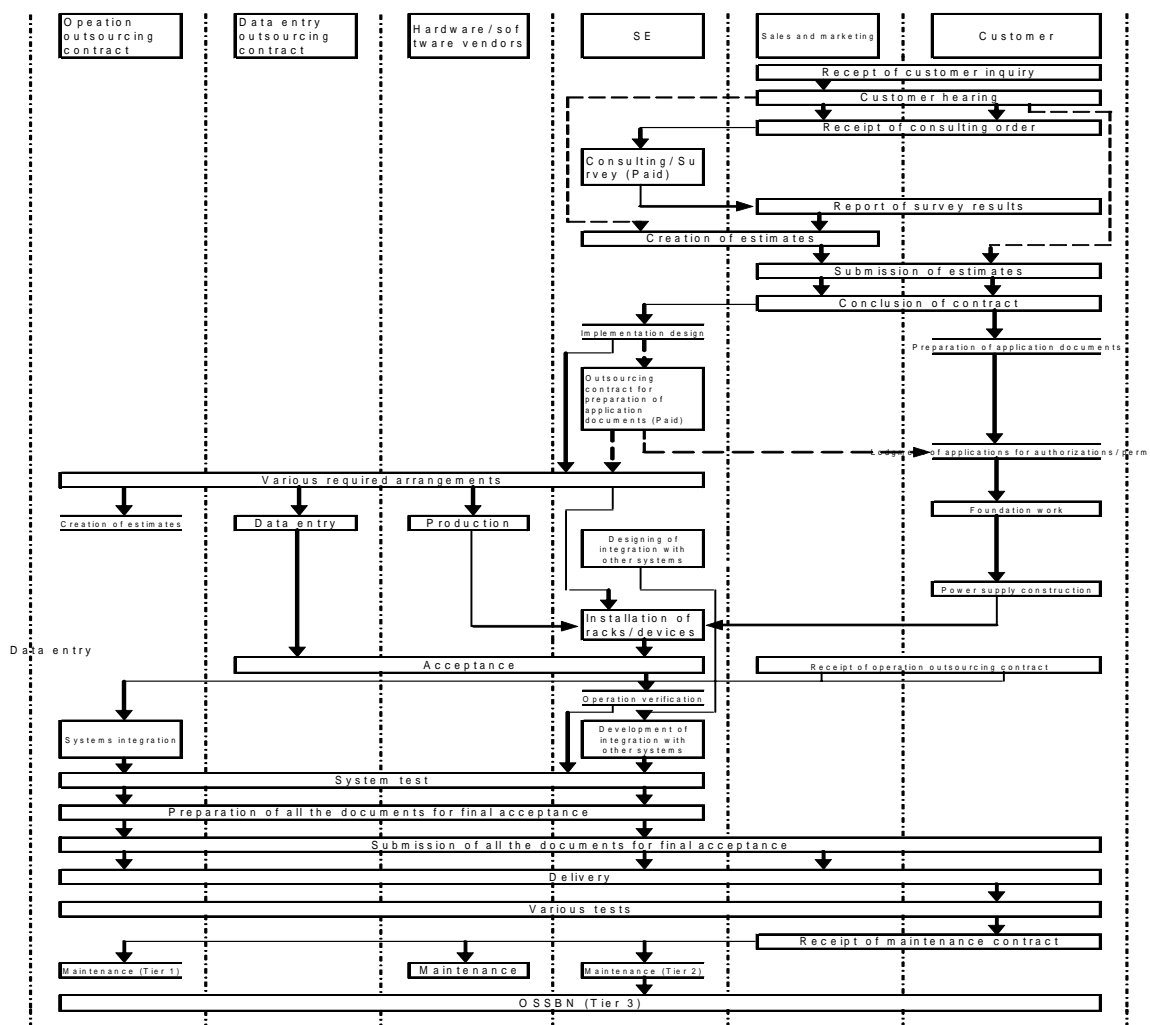 Opeation
outsourcing
contract
Data entry
outsourcing
contract
Hardware/sof
tware vendors
SE
Sales and marketing
Customer
Receipt of customer inquiry
Customer hearing
Receipt of consulting order
Consulting/Su
rvey (Paid)
Report of survey results
Creation of estimates
Submission of estimates
Conclusion of contract
Implementation design
Preparation of application documents
Outsourcing
contract for
preparation of
application
documents (Paid)
of applications for authorizations/perm
Various required arrangements
Creation of estimates
Data entry
Production
Foundation work
Designing of
integration with
other systems
Power supply construction
Installation of
racks/devices
Data entry
Acceptance
Receipt of operation outsourcing contract
Operation verification
Systems integration
Development of
integration with
other systems
System test
Preparation of all the documents for final acceptance
Submission of all the documents for final acceptance
Delivery
Various tests
Receipt of maintenance contract
Maintenance (Tier 1)
Maintenance
Maintenance (Tier 2)
OSSBN (Tier 3)